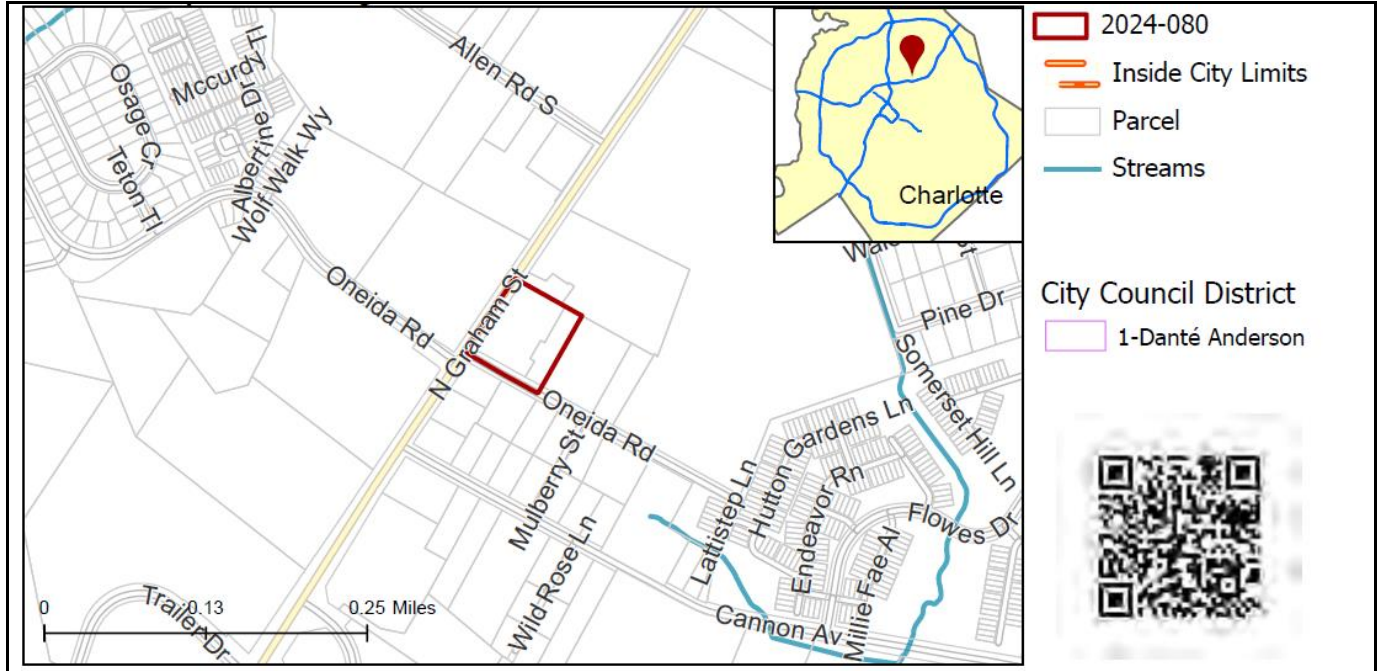 Allen Rd S
Mccurdy Tl
Osage Cr
Albertine Dr
Teton Tl
Wolf Walk Wy
Charlotte
Oneida Rd
N Graham St
Pine Dr
Somerset Hill Ln
Oneida Rd
Hutton Gardens Ln
Mulberry St
Lattistep Ln
Endeavor Rn
Flowes Dr
Wild Rose Ln
Millie Fae Al
Cannon Av
Trailer Dr
0 0.13 0.25 Miles
2024-080
Inside City Limits
Parcel
Streams
City Council District
1-Danté Anderson